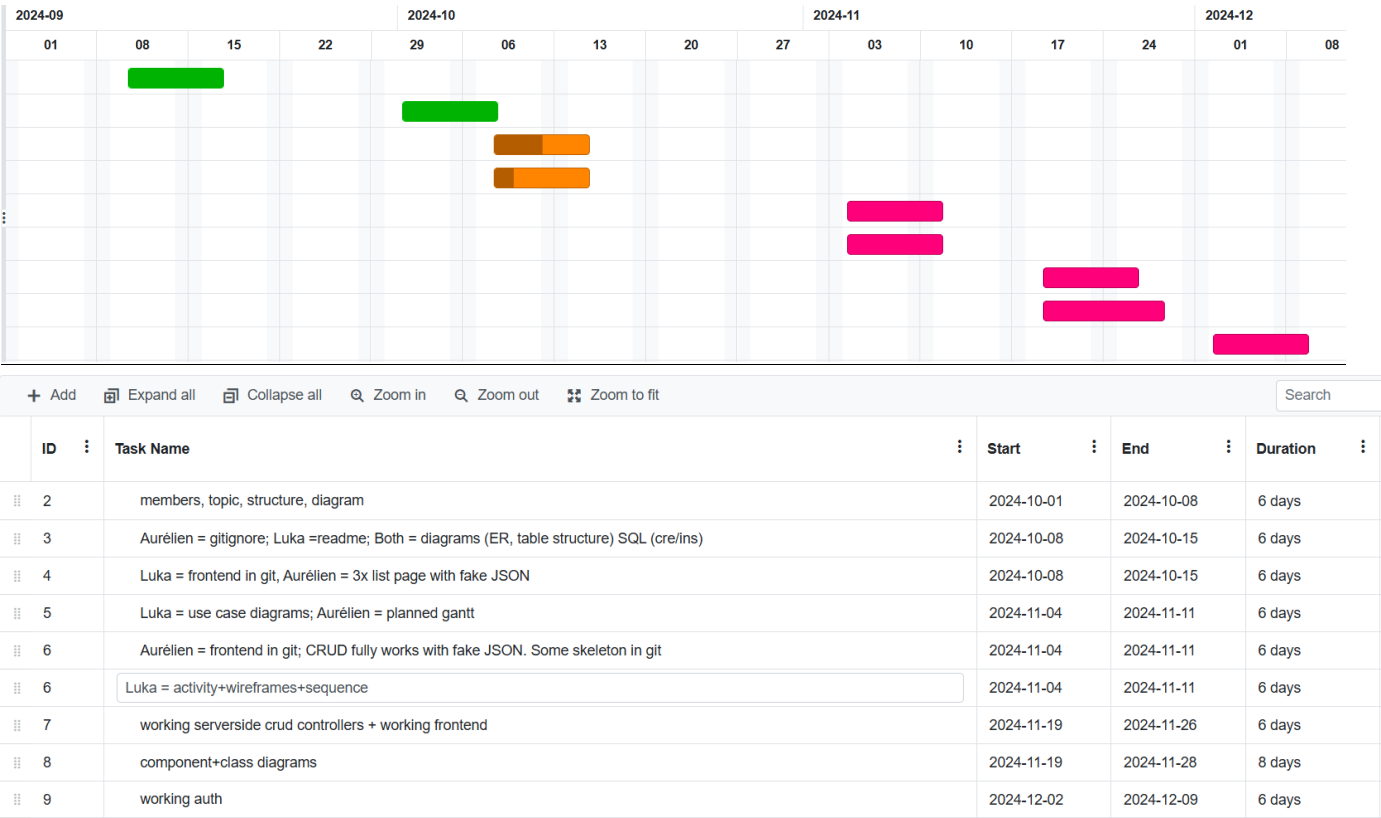 2024-09 2024-10 2024-11 2024-12
01 08 15 22 29 06 13 20 27 03 10 17 24 01 08
Add Expand all Collapse all Zoom in Zoom out Zoom to fit Search
ID Task Name Start End Duration
2 members, topic, structure, diagram 2024-10-01 2024-10-08 6 days
3 Aurélien = gitignore; Luka =readme; Both = diagrams (ER, table structure) SQL (cre/ins) 2024-10-08 2024-10-15 6 days
4 Luka = frontend in git, Aurélien = 3x list page with fake JSON 2024-10-08 2024-10-15 6 days
5 Luka = use case diagrams; Aurélien = planned gantt 2024-11-04 2024-11-11 6 days
6 Aurélien = frontend in git; CRUD fully works with fake JSON. Some skeleton in git 2024-11-04 2024-11-11 6 days
6 Luka = activity+wireframes+sequence 2024-11-04 2024-11-11 6 days
7 working serverside crud controllers + working frontend 2024-11-19 2024-11-26 6 days
8 component+class diagrams 2024-11-19 2024-11-28 8 days
9 working auth 2024-12-02 2024-12-09 6 days